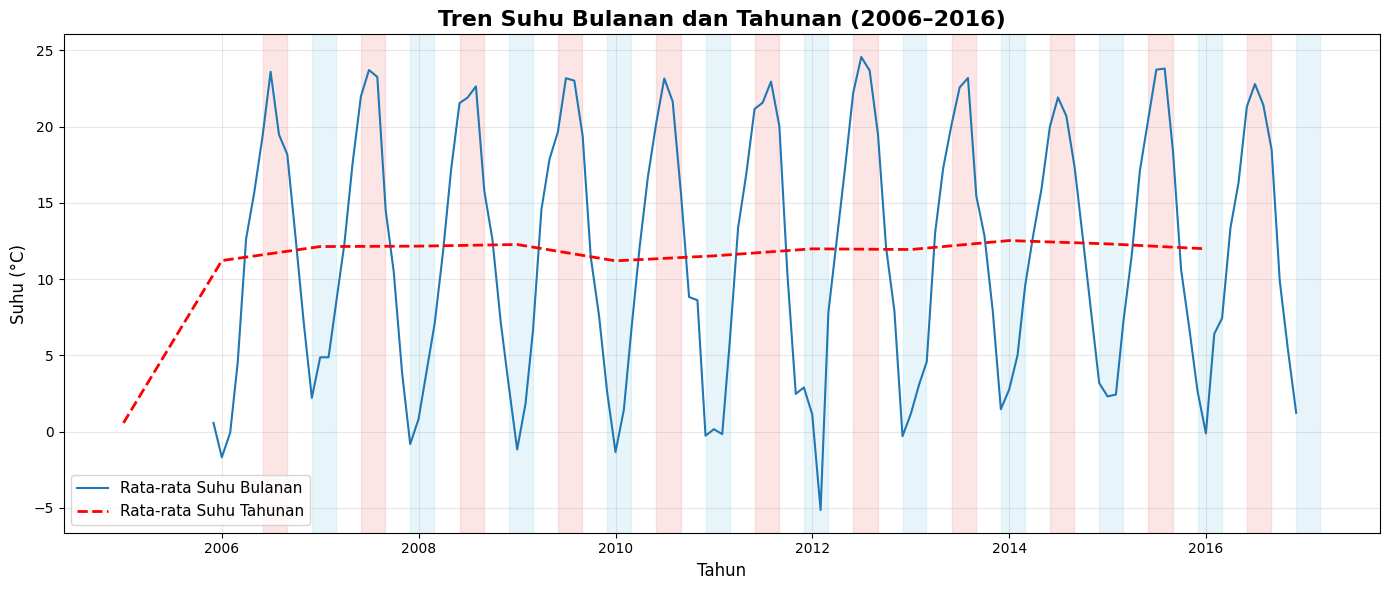 Tren Suhu Bulanan dan Tahunan (2006–2016)
Suhu (°C)
25
20
15
10
5
0
−5
Rata-rata Suhu Bulanan
Rata-rata Suhu Tahunan
2006 2008 2010 2012 2014 2016
Tahun